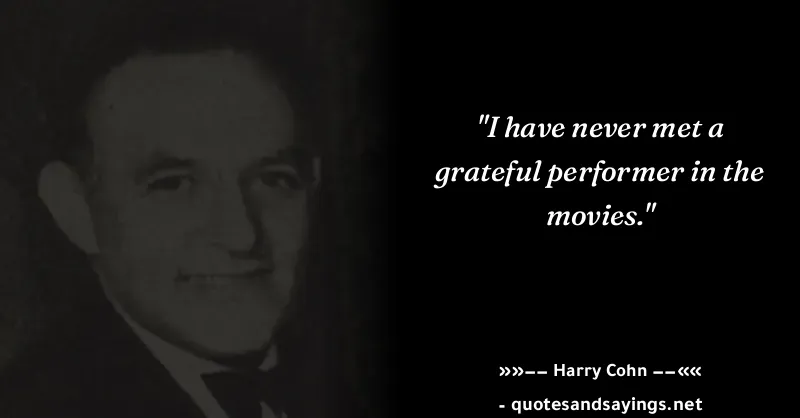 "I have never met a
grateful performer in the
movies."
»»−− Harry Cohn −−««
- quotesandsayings.net